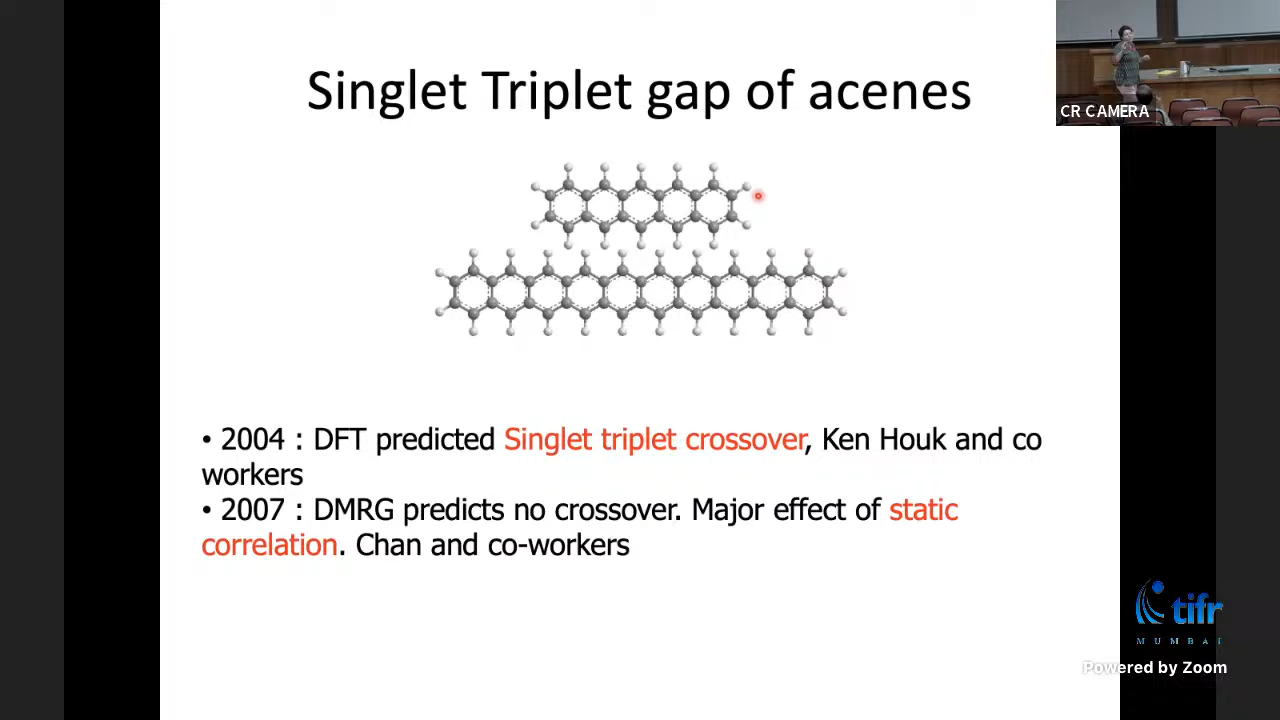 Singlet Triplet gap of acenes
CR CAMERA
• 2004 : DFT predicted Singlet triplet crossover, Ken Houk and co
workers
• 2007 : DMRG predicts no crossover. Major effect of static
correlation. Chan and co-workers
tifr
MUMBAI
Powered by Zoom